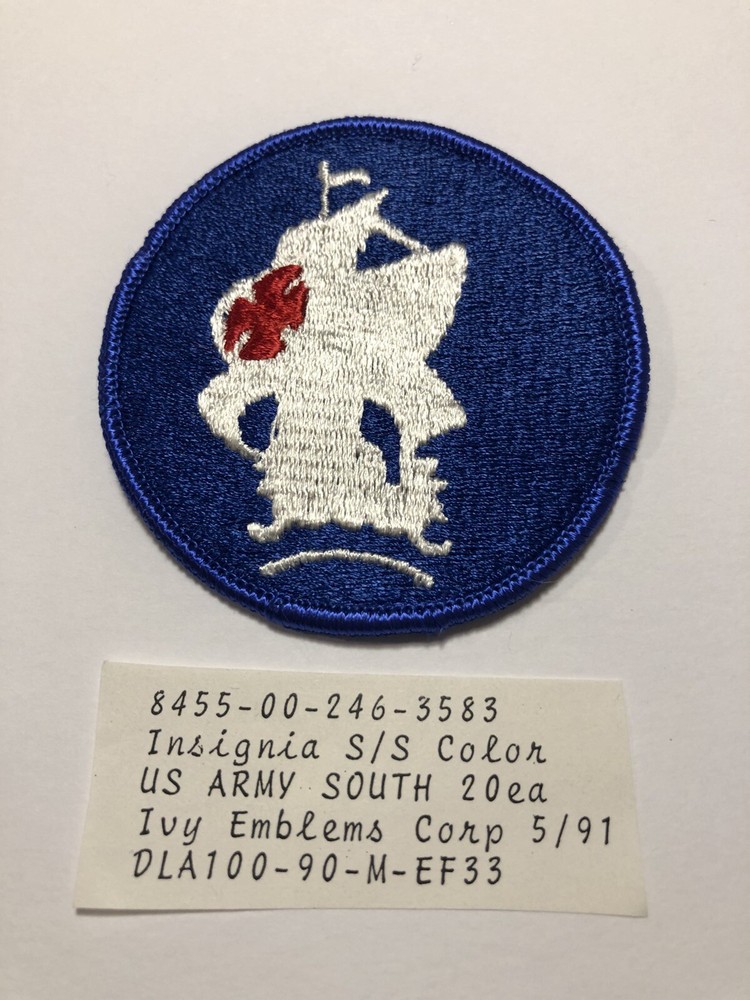 8455-00-246-3583
Insignia S/S Color
US ARMY SOUTH 20ea
Ivy Emblems Corp 5/91
DLA100-90-M-EF33